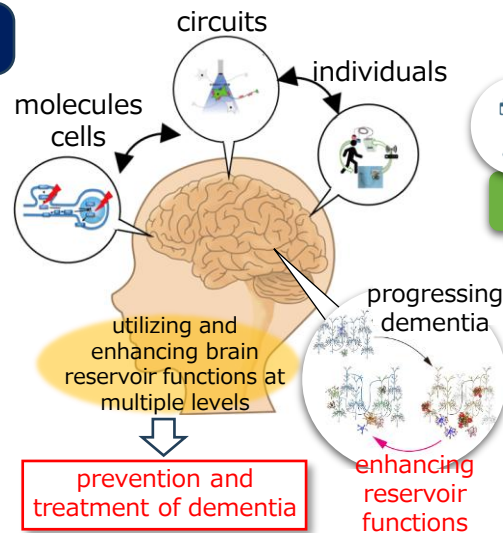 circuits
individuals
molecules
cells
progressing
dementia
utilizing and
enhancing brain
reservoir functions at
multiple levels
prevention and
treatment of dementia
enhancing
reservoir
functions